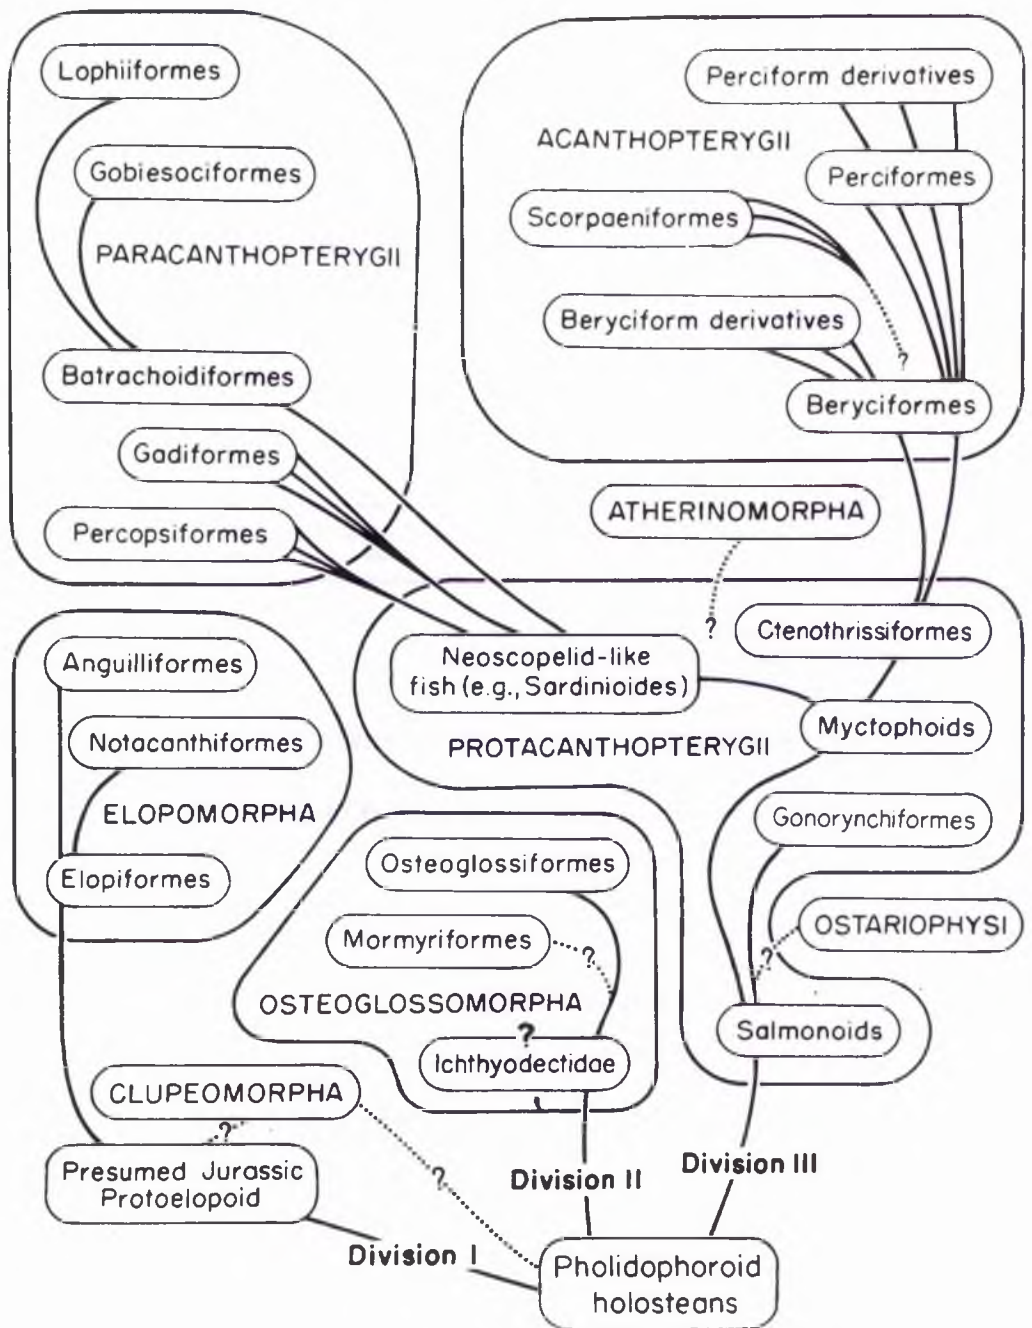 Lophiiformes
Perciform derivatives
ACANTHOPTERYGII
Gobiesociformes
Perciformes
Scorpaeniformes
PARACANTHOPTERYGII
Beryciform derivatives
?
Batrachoidiformes
Beryciformes
Gadiformes
ATHERINOMORPHA
Percopsiformes
?
Ctenothrissiformes
Anguilliformes
Neoscopelid-like
fish (e.g., Sardinioides)
Notacanthiformes
PROTACANTHOPTERYGII
Myctophoids
ELOPOMORPHA
Gonorynchiformes
Osteoglossiformes
Elopiformes
Mormyriformes
?
OSTARIOPHYSI
?
OSTEOGLOSSOMORPHA
?
Salmonoids
Ichthyodectidae
CLUPEOMORPHA
?
Presumed Jurassic
Protoelopoid
?
Division II
Division III
Division I
Pholidophoroid
holosteans